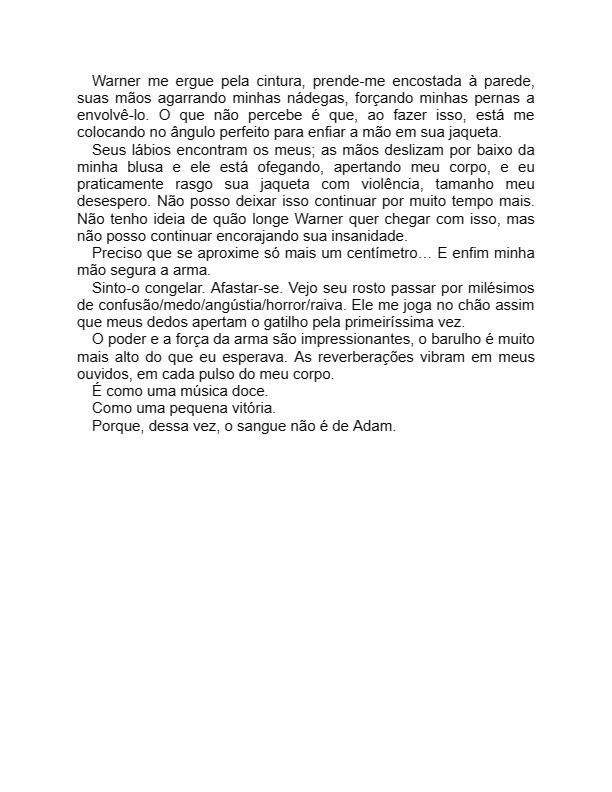 Warner me ergue pela cintura, prende-me encostada à parede,
suas mãos agarrando minhas nádegas, forçando minhas pernas a
envolvê-lo. O que não percebe é que, ao fazer isso, está me
colocando no ângulo perfeito para enfiar a mão em sua jaqueta.
Seus lábios encontram os meus; as mãos deslizam por baixo da
minha blusa e ele está ofegando, apertando meu corpo, e eu
praticamente rasgo sua jaqueta com violência, tamanho meu
desespero. Não posso deixar isso continuar por muito tempo mais.
Não tenho ideia de quão longe Warner quer chegar com isso, mas
não posso continuar encorajando sua insanidade.
Preciso que se aproxime só mais um centímetro… E enfim minha
mão segura a arma.
Sinto-o congelar. Afastar-se. Vejo seu rosto passar por milésimos
de confusão/medo/angústia/horror/raiva. Ele me joga no chão assim
que meus dedos apertam o gatilho pela primeiríssima vez.
O poder e a força da arma são impressionantes, o barulho é muito
mais alto do que eu esperava. As reverberações vibram em meus
ouvidos, em cada pulso do meu corpo.
É como uma música doce.
Como uma pequena vitória.
Porque, dessa vez, o sangue não é de Adam.